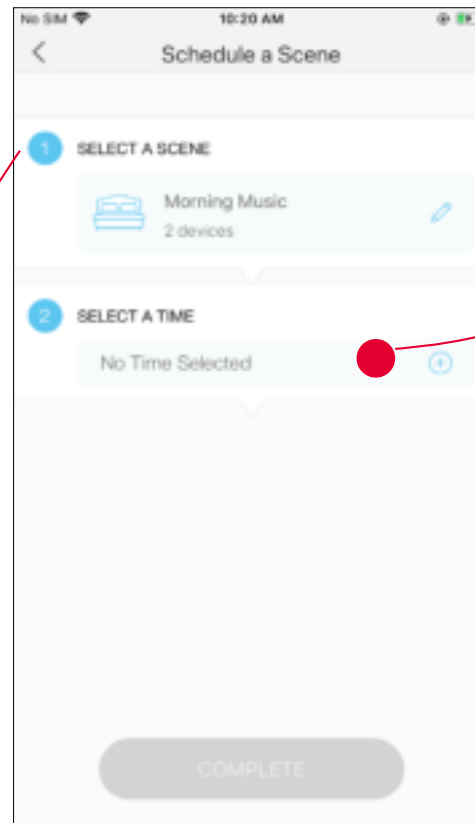 No SIM 10:20 AM
Schedule a Scene
1 SELECT A SCENE
Morning Music
2 devices
2 SELECT A TIME
No Time Selected
COMPLETE